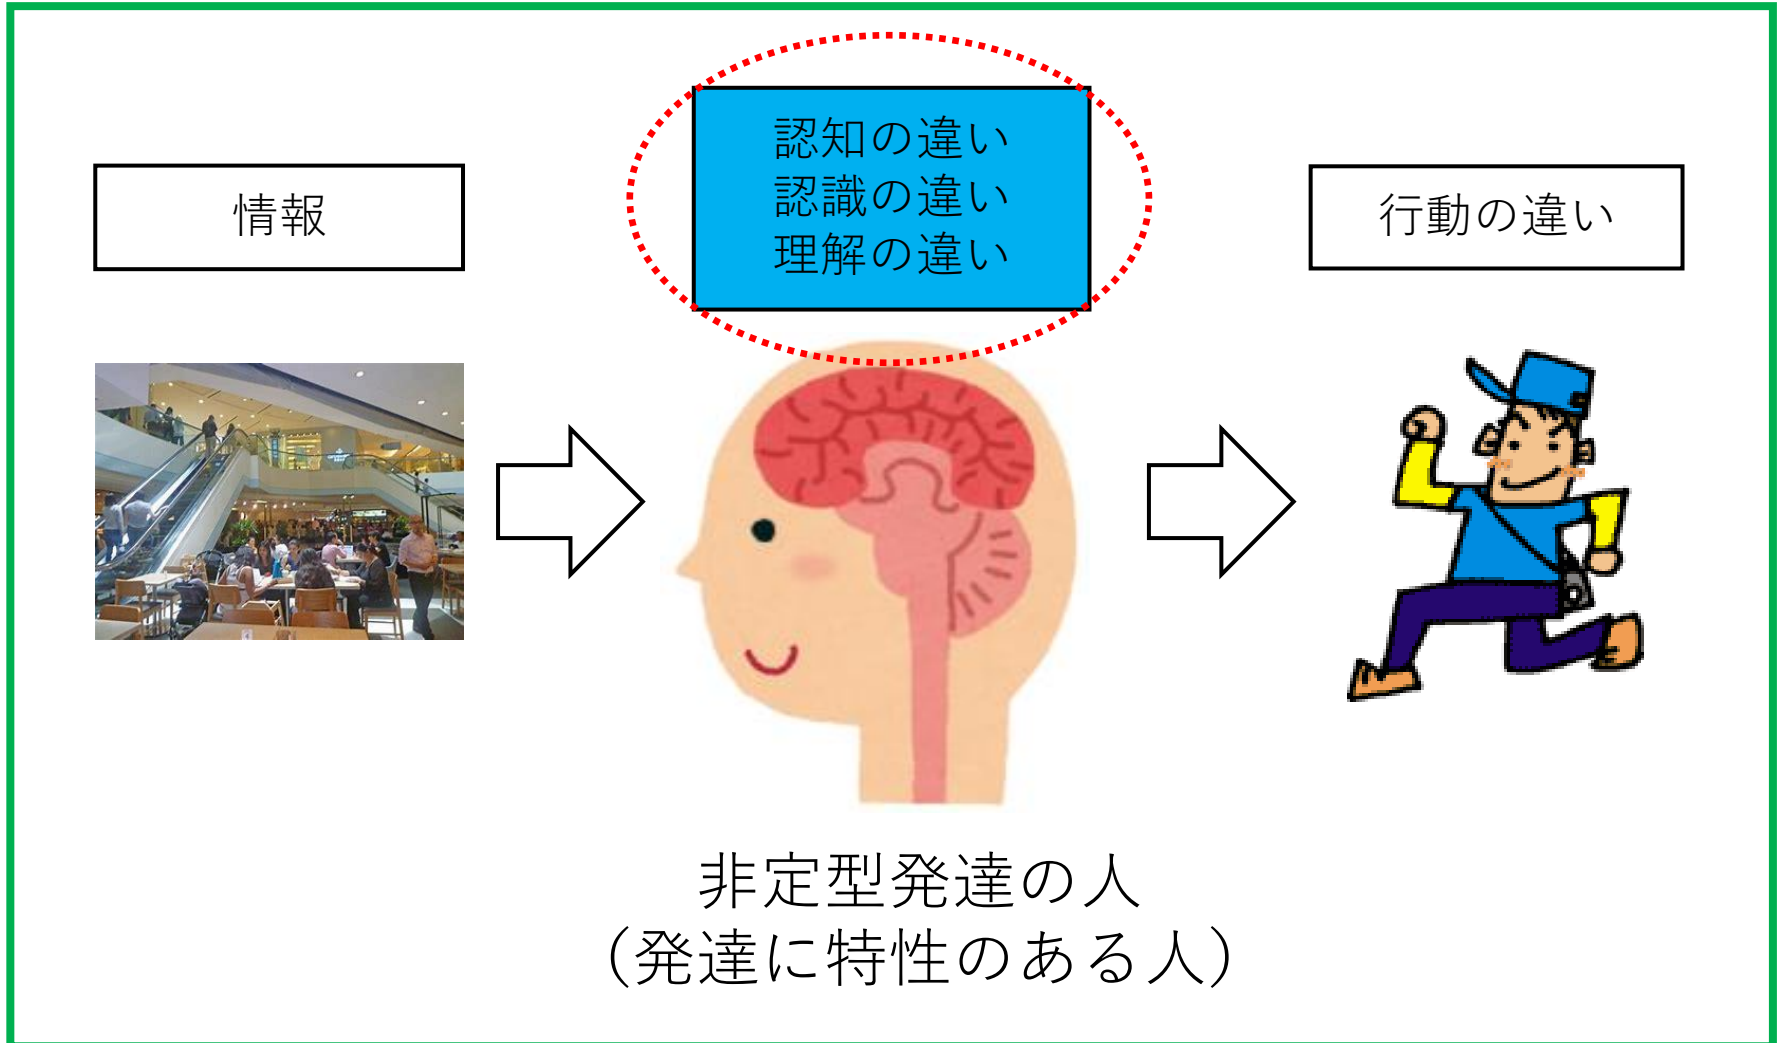 情報
認知の違い
認識の違い
理解の違い
行動の違い
非定型発達の人
（発達に特性のある人）